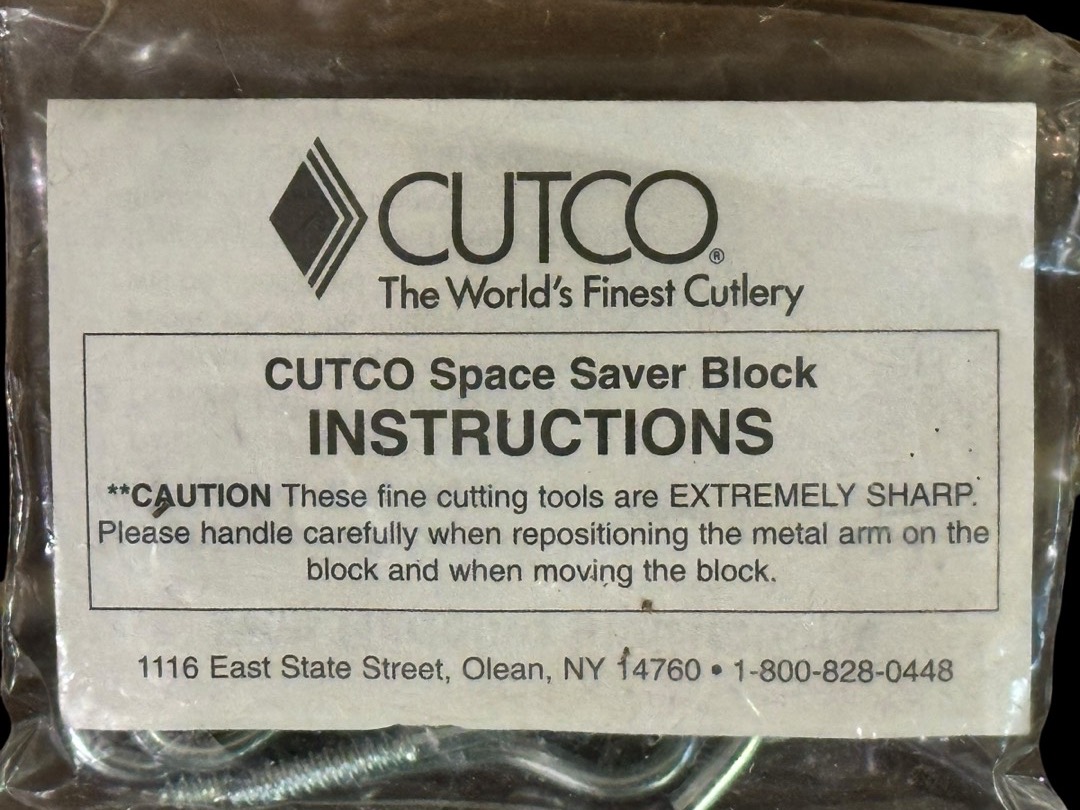 CUTCO®
The World's Finest Cutlery
CUTCO Space Saver Block
INSTRUCTIONS
**CAUTION These fine cutting tools are EXTREMELY SHARP.
Please handle carefully when repositioning the metal arm on the
block and when moving the block.
1116 East State Street, Olean, NY 14760 • 1-800-828-0448